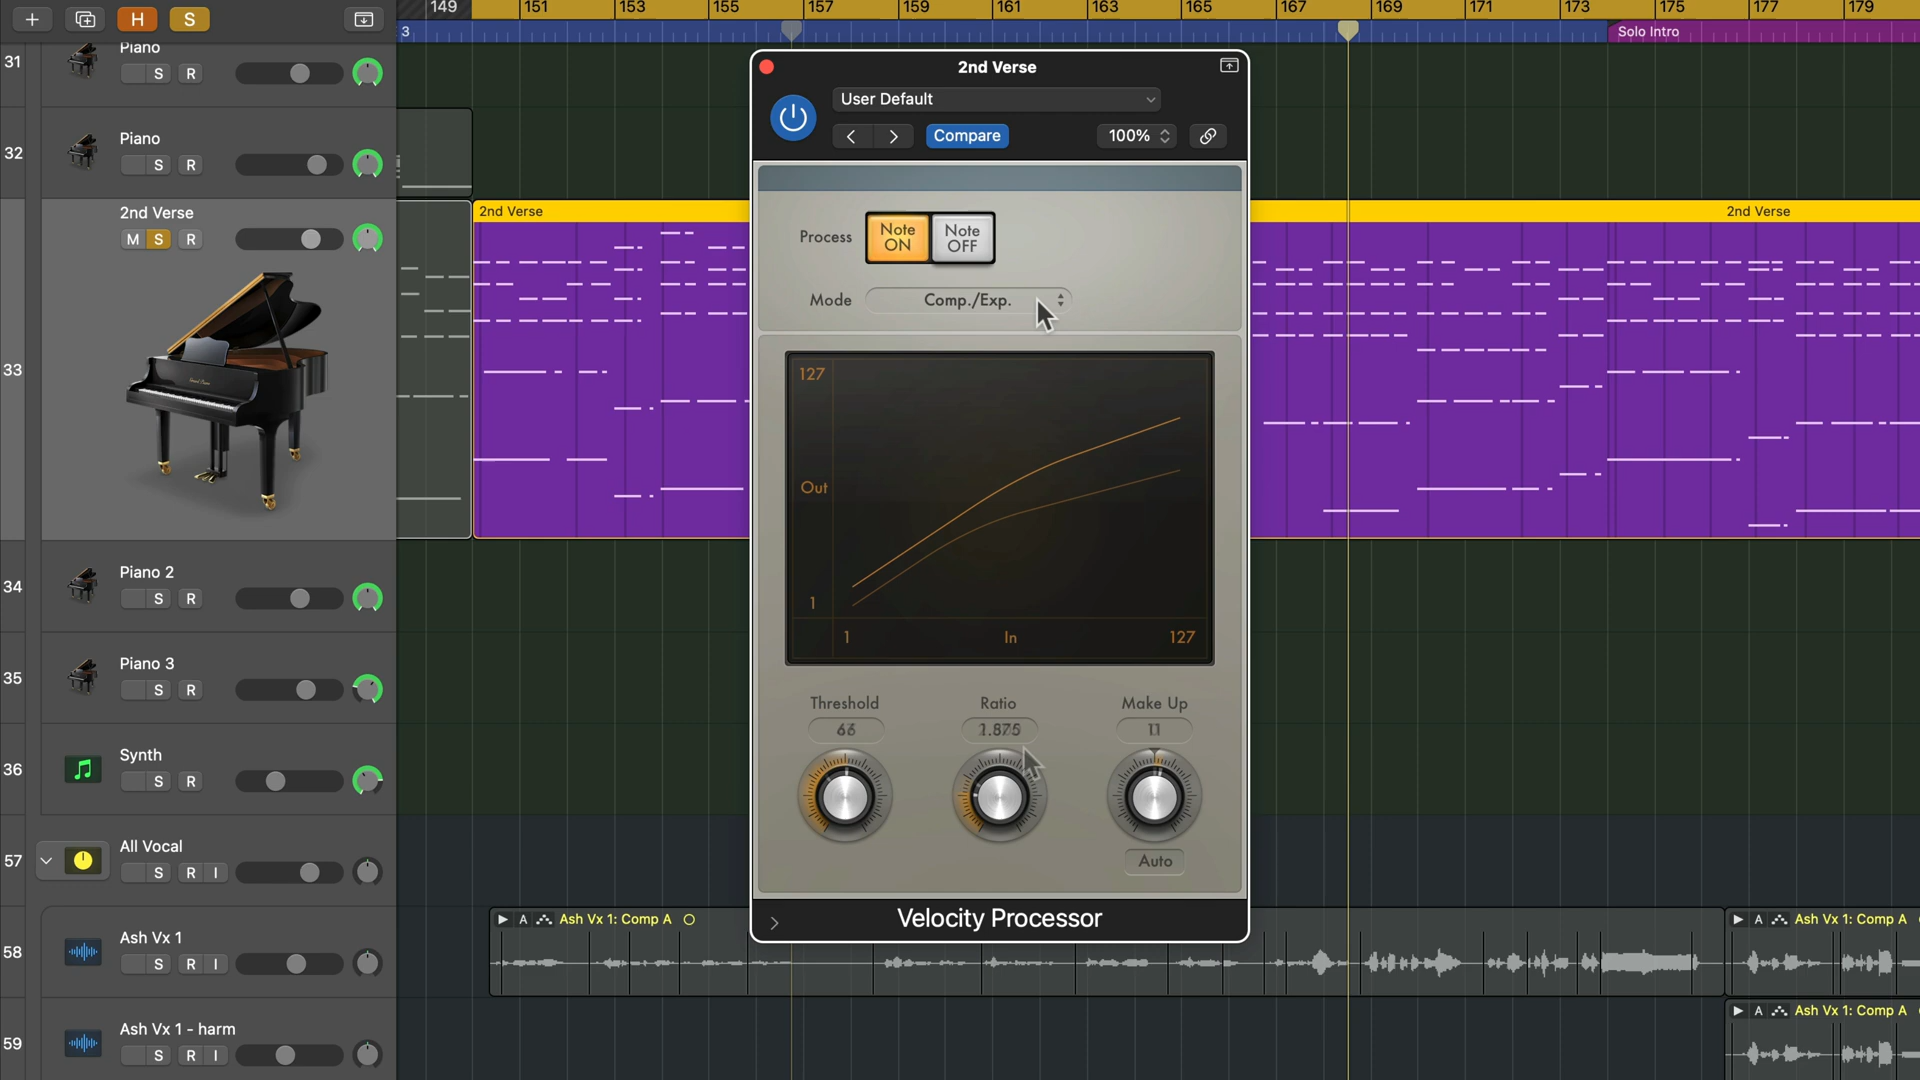 H S
149 151 153 155 157 159 161 163 165 167 169 171 173 175 177 179
3
Solo Intro
31 Piano
S R
32 Piano
S R
33 2nd Verse
M S R
34 Piano 2
S R
35 Piano 3
S R
36 Synth
S R
57 All Vocal
S R I
58 Ash Vx 1
S R I
59 Ash Vx 1 - harm
S R I
2nd Verse
2nd Verse
A Ash Vx 1: Comp A
A Ash Vx 1: Comp A
A Ash Vx 1: Comp A
2nd Verse
User Default
Compare
100%
Process
Note ON
Note OFF
Mode Comp./Exp.
127
Out
1
1 In 127
Threshold Ratio Make Up
Auto
Velocity Processor